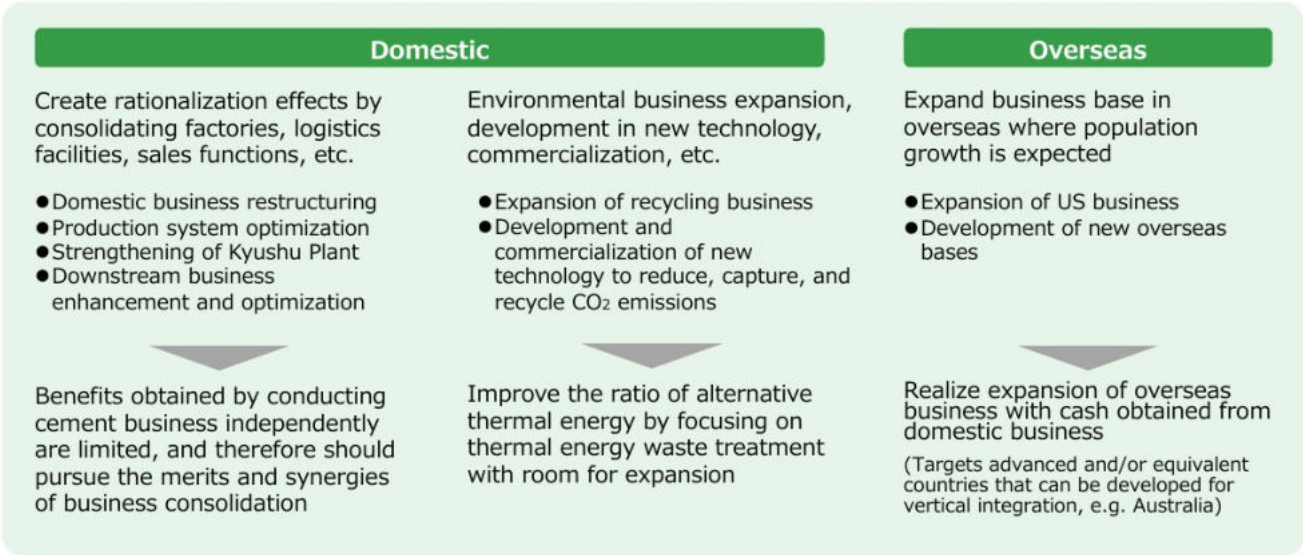 Domestic
Create rationalization effects by
consolidating factories, logistics
facilities, sales functions, etc.
●Domestic business restructuring
●Production system optimization
●Strengthening of Kyushu Plant
●Downstream business
enhancement and optimization
Benefits obtained by conducting
cement business independently
are limited, and therefore should
pursue the merits and synergies
of business consolidation
Environmental business expansion,
development in new technology,
commercialization, etc.
●Expansion of recycling business
●Development and
commercialization of new
technology to reduce, capture, and
recycle CO₂ emissions
Improve the ratio of alternative
thermal energy by focusing on
thermal energy waste treatment
with room for expansion
Overseas
Expand business base in
overseas where population
growth is expected
●Expansion of US business
●Development of new overseas
bases
Realize expansion of overseas
business with cash obtained from
domestic business
(Targets advanced and/or equivalent
countries that can be developed for
vertical integration, e.g. Australia)